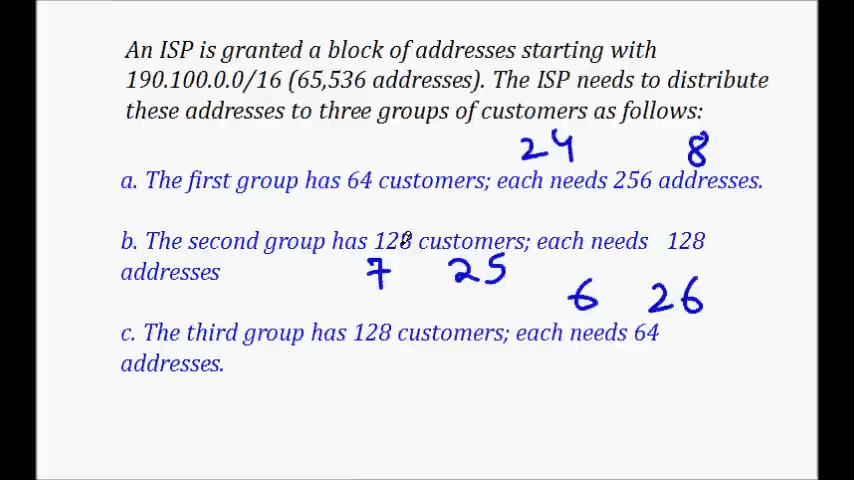 An ISP is granted a block of addresses starting with
190.100.0.0/16 (65,536 addresses). The ISP needs to distribute
these addresses to three groups of customers as follows:
24 8
a. The first group has 64 customers; each needs 256 addresses.
b. The second group has 128 customers; each needs 128
addresses
7 25
6 26
c. The third group has 128 customers; each needs 64
addresses.